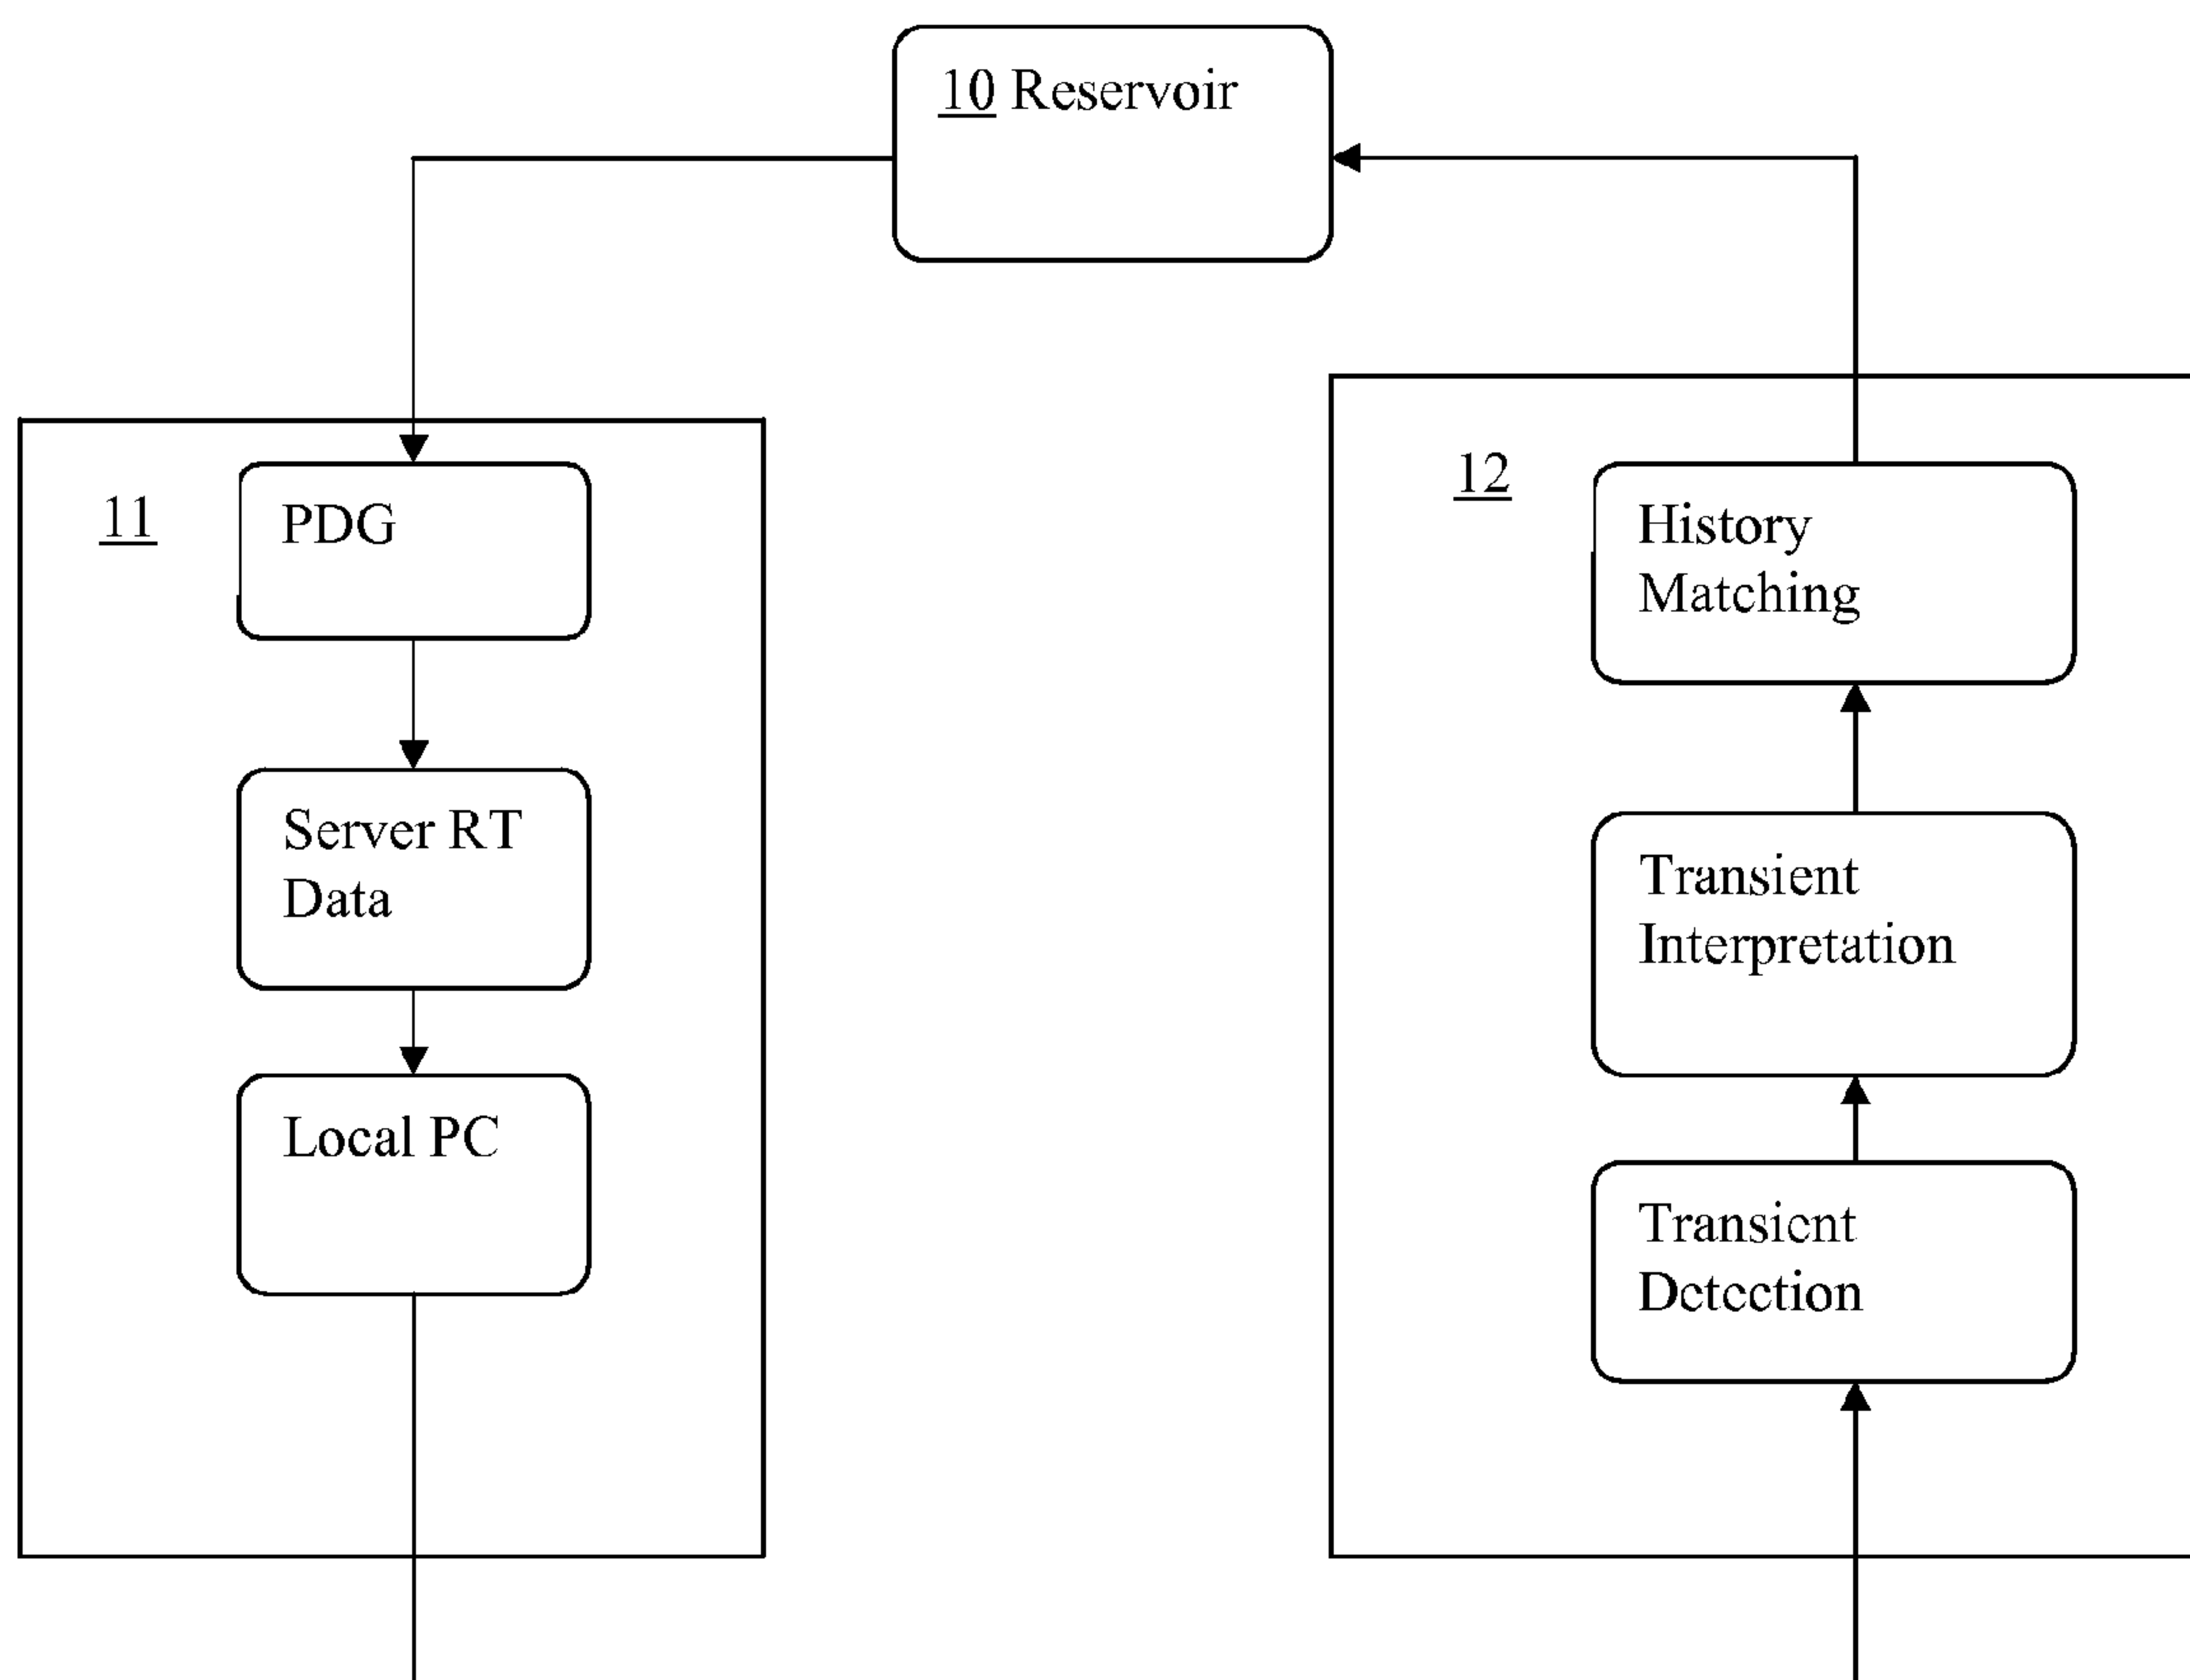 10 Reservoir
11
PDG
Server RT
Data
Local PC
12
History
Matching
Transient
Interpretation
Transient
Detection